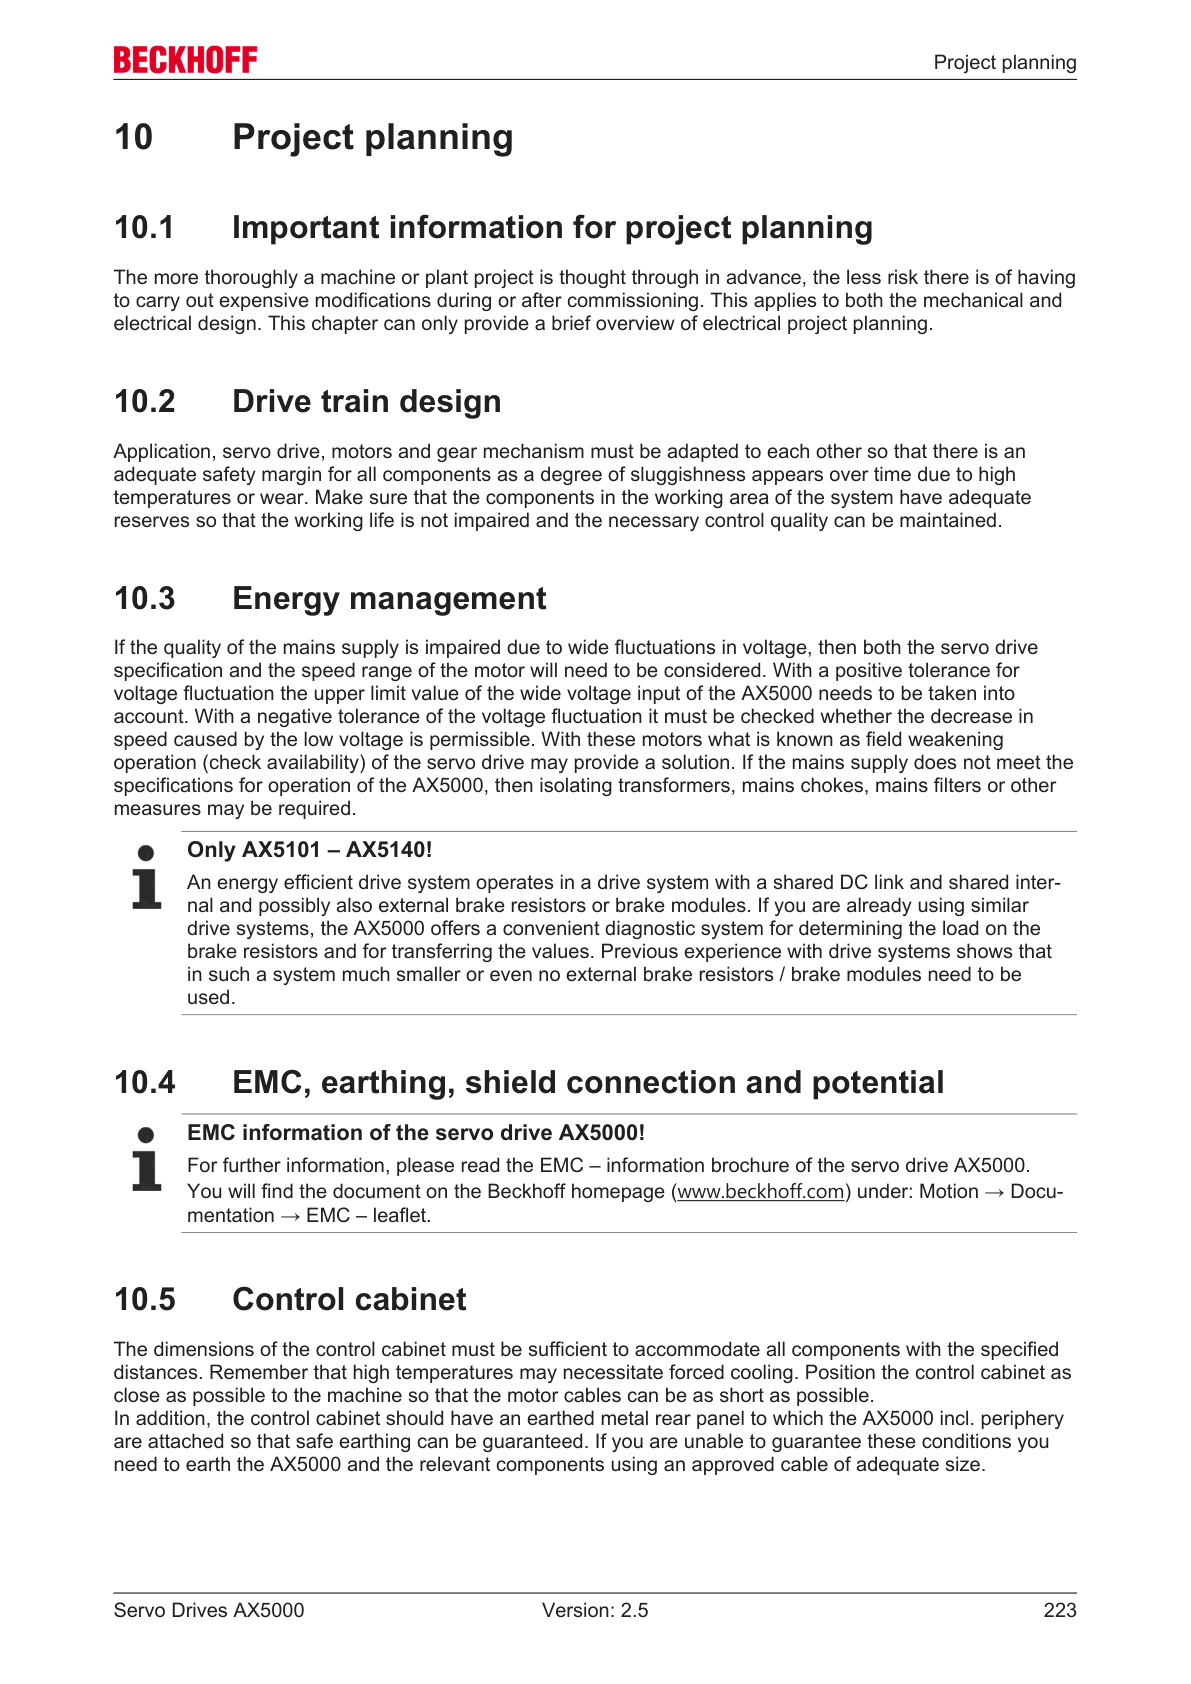 BECKHOFF
Project planning
10 Project planning
10.1 Important information for project planning
The more thoroughly a machine or plant project is thought through in advance, the less risk there is of having
to carry out expensive modifications during or after commissioning. This applies to both the mechanical and
electrical design. This chapter can only provide a brief overview of electrical project planning.
10.2 Drive train design
Application, servo drive, motors and gear mechanism must be adapted to each other so that there is an
adequate safety margin for all components as a degree of sluggishness appears over time due to high
temperatures or wear. Make sure that the components in the working area of the system have adequate
reserves so that the working life is not impaired and the necessary control quality can be maintained.
10.3 Energy management
If the quality of the mains supply is impaired due to wide fluctuations in voltage, then both the servo drive
specification and the speed range of the motor will need to be considered. With a positive tolerance for
voltage fluctuation the upper limit value of the wide voltage input of the AX5000 needs to be taken into
account. With a negative tolerance of the voltage fluctuation it must be checked whether the decrease in
speed caused by the low voltage is permissible. With these motors what is known as field weakening
operation (check availability) of the servo drive may provide a solution. If the mains supply does not meet the
specifications for operation of the AX5000, then isolating transformers, mains chokes, mains filters or other
measures may be required.
Only AX5101 – AX5140!
An energy efficient drive system operates in a drive system with a shared DC link and shared inter-
nal and possibly also external brake resistors or brake modules. If you are already using similar
drive systems, the AX5000 offers a convenient diagnostic system for determining the load on the
brake resistors and for transferring the values. Previous experience with drive systems shows that
in such a system much smaller or even no external brake resistors / brake modules need to be
used.
10.4 EMC, earthing, shield connection and potential
EMC information of the servo drive AX5000!
For further information, please read the EMC – information brochure of the servo drive AX5000.
You will find the document on the Beckhoff homepage (www.beckhoff.com) under: Motion → Docu-
mentation → EMC – leaflet.
10.5 Control cabinet
The dimensions of the control cabinet must be sufficient to accommodate all components with the specified
distances. Remember that high temperatures may necessitate forced cooling. Position the control cabinet as
close as possible to the machine so that the motor cables can be as short as possible.
In addition, the control cabinet should have an earthed metal rear panel to which the AX5000 incl. periphery
are attached so that safe earthing can be guaranteed. If you are unable to guarantee these conditions you
need to earth the AX5000 and the relevant components using an approved cable of adequate size.
Servo Drives AX5000 Version: 2.5 223